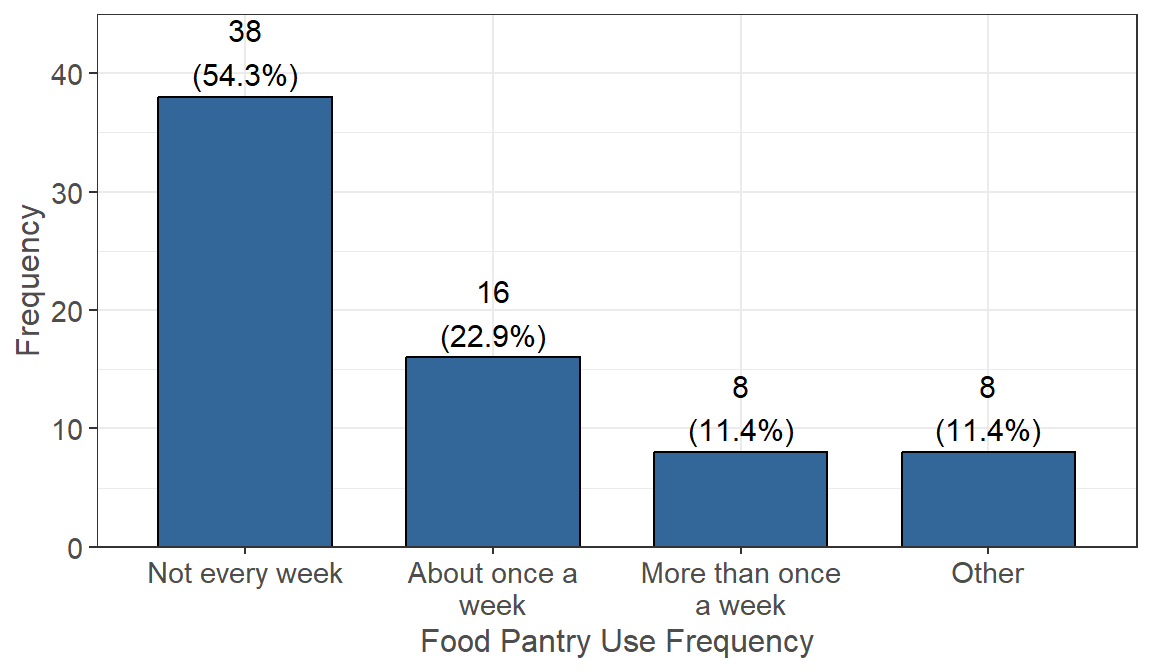 38
(54.3%)
40
30
Frequency
16
20
(22.9%)
8
8
10
(11.4%)
(11.4%)
0
Not every week
About once a
week
More than once
a week
Other
Food Pantry Use Frequency